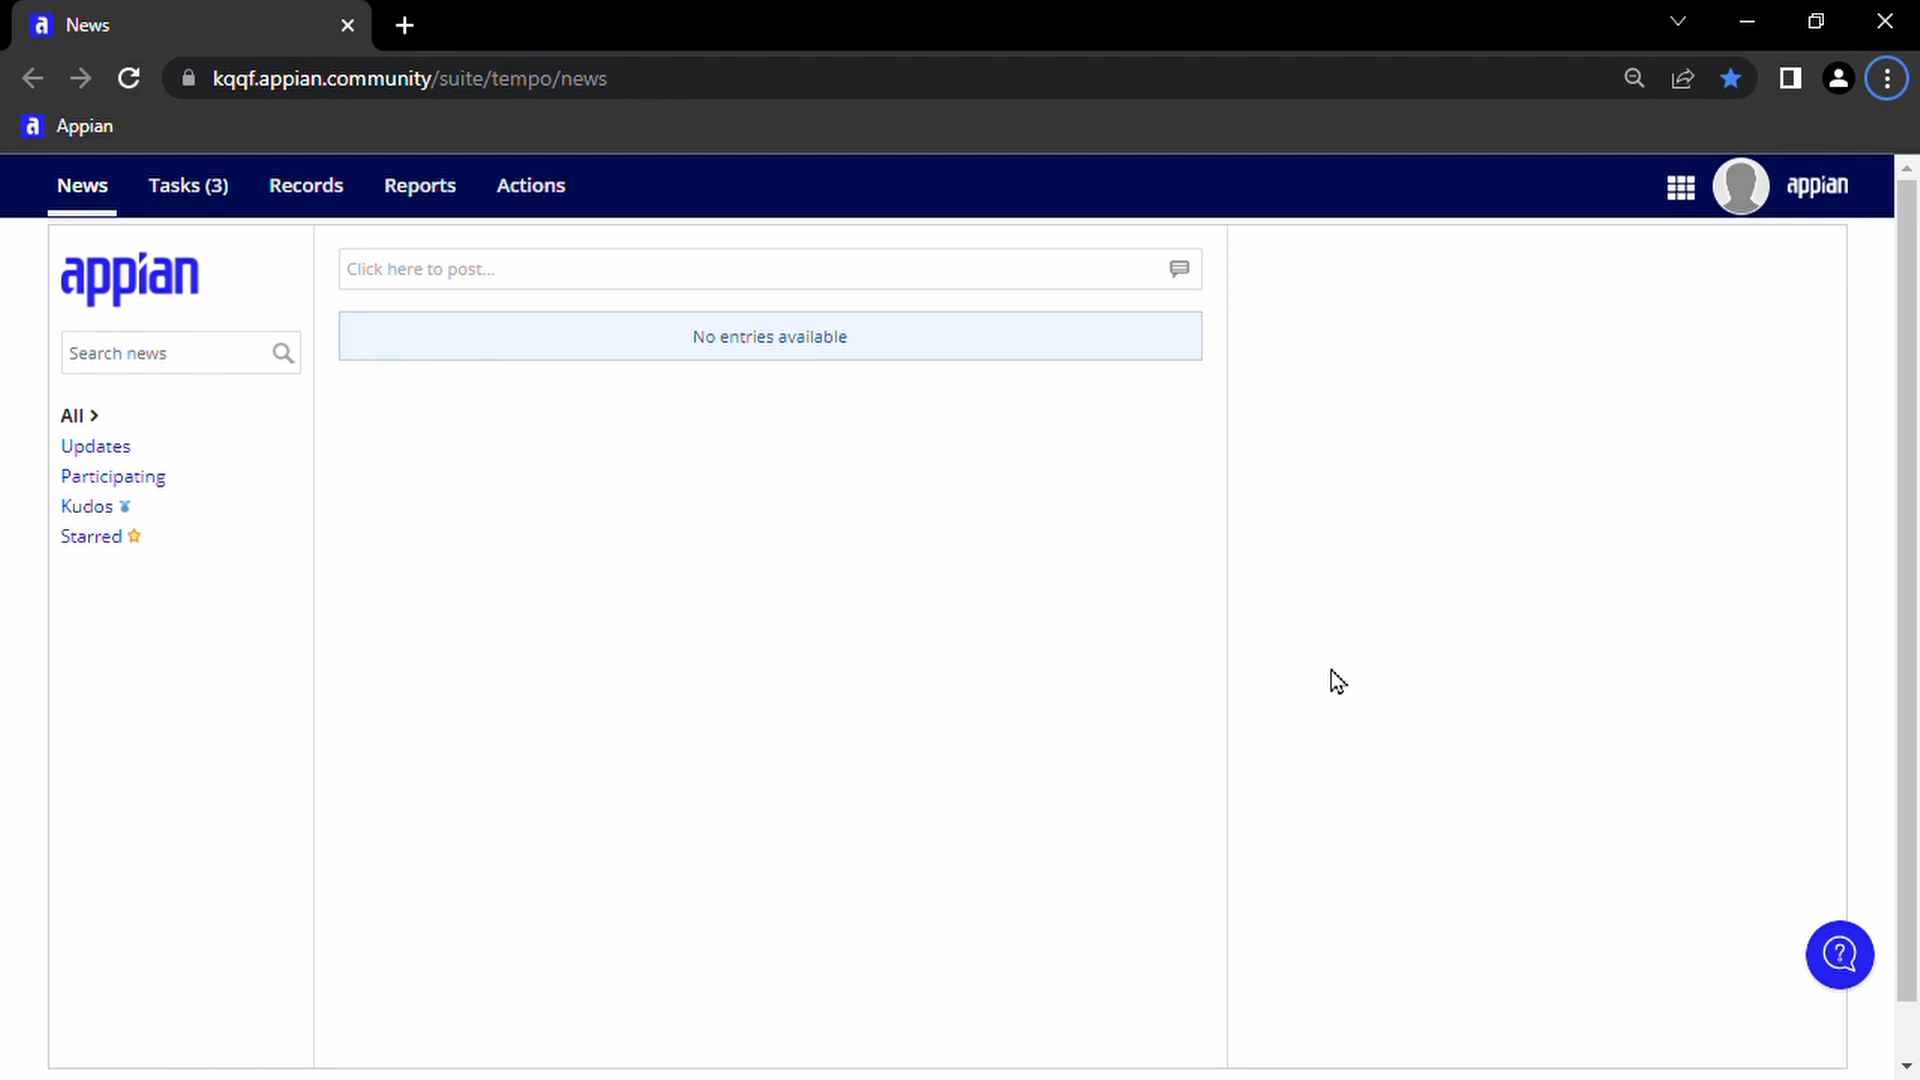 News
kqqf.appian.community/suite/tempo/news
Appian
News Tasks (3) Records Reports Actions appian
appian
Click here to post...
No entries available
Search news
All >
Updates
Participating
Kudos
Starred